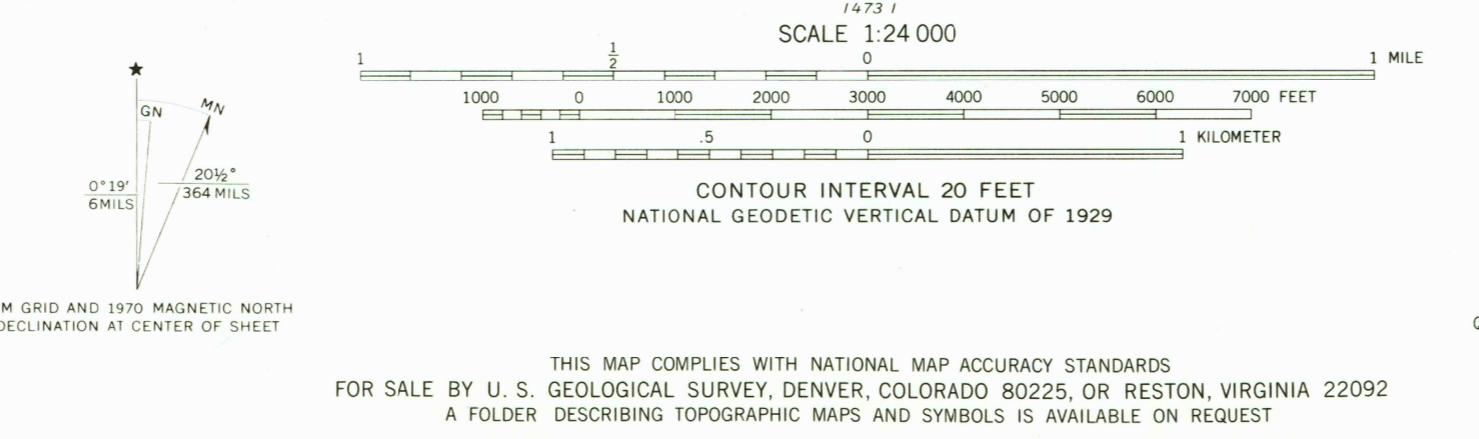 1473 I
SCALE 1:24 000
1 ½ 0 1 MILE
1000 0 1000 2000 3000 4000 5000 6000 7000 FEET
1 .5 0 1 KILOMETER
CONTOUR INTERVAL 20 FEET
NATIONAL GEODETIC VERTICAL DATUM OF 1929
★
GN
MN
0°19′
6 MILS
20½°
364 MILS
M GRID AND 1970 MAGNETIC NORTH
DECLINATION AT CENTER OF SHEET
THIS MAP COMPLIES WITH NATIONAL MAP ACCURACY STANDARDS
FOR SALE BY U. S. GEOLOGICAL SURVEY, DENVER, COLORADO 80225, OR RESTON, VIRGINIA 22092
A FOLDER DESCRIBING TOPOGRAPHIC MAPS AND SYMBOLS IS AVAILABLE ON REQUEST